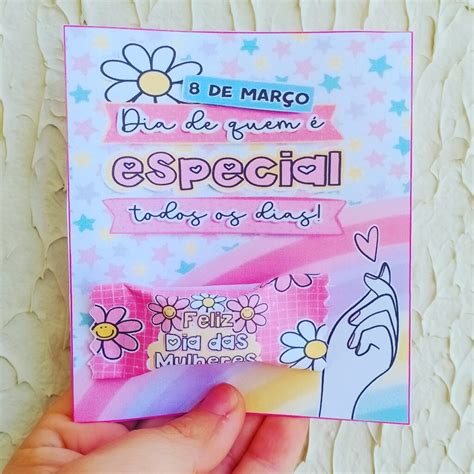 8 DE MARÇO
Dia de quem é
especial
todos os dias!
Feliz
Dia das
Mulheres